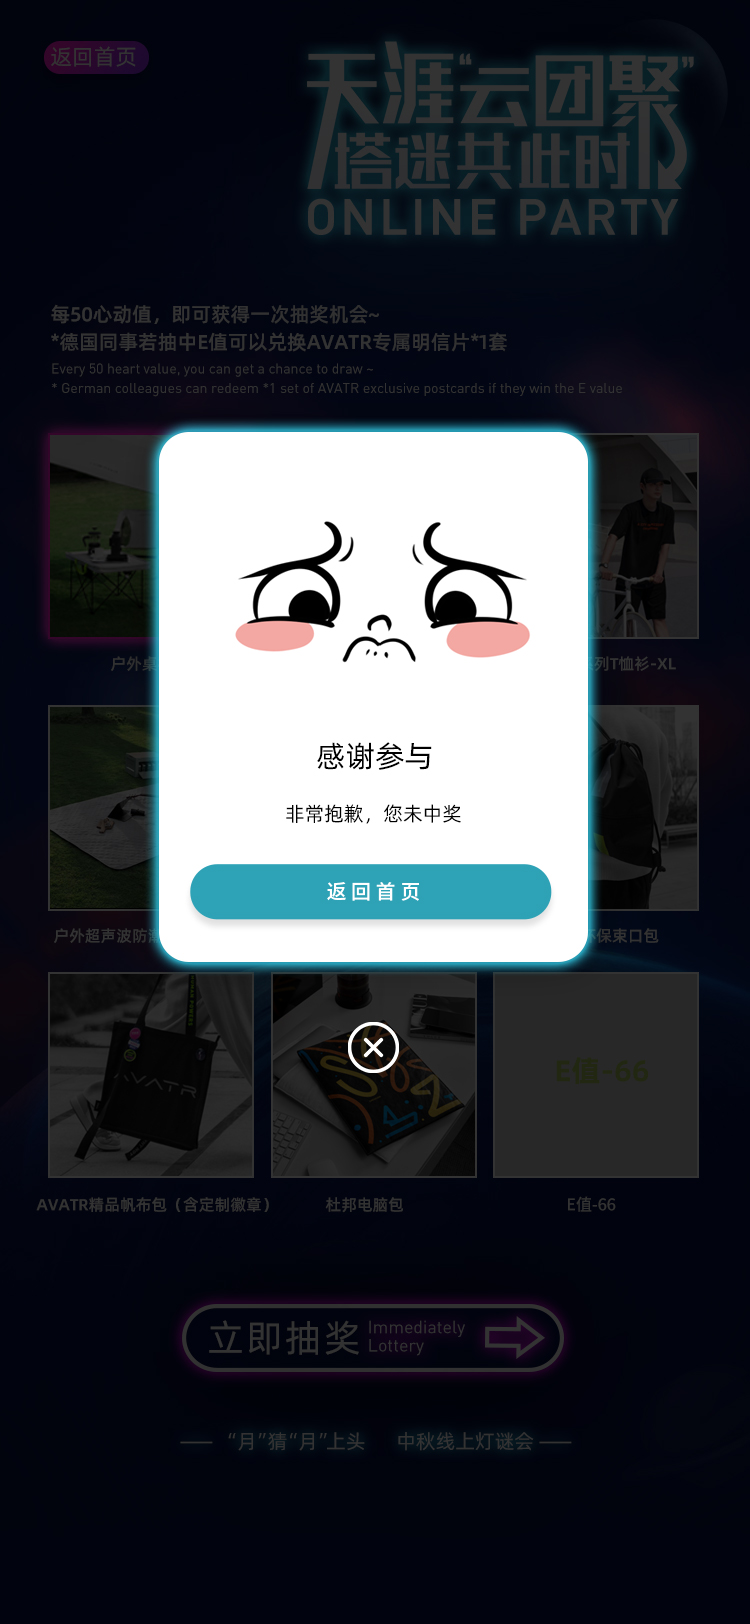 返回首页
天涯“云团聚”
塔迷共此时
ONLINE PARTY
每50心动值，即可获得一次抽奖机会~
*德国同事若抽中E值可以兑换AVATR专属明信片*1套
Every 50 heart value, you can get a chance to draw ~
* German colleagues can redeem *1 set of AVATR exclusive postcards if they win the E value
户外桌
系列T恤衫-XL
感谢参与
非常抱歉，您未中奖
返回首页
户外超声波防
环保束口包
AVATR
E值-66
AVATR精品帆布包（含定制徽章）
杜邦电脑包
E值-66
立即抽奖
Immediately
Lottery
“月”猜“月”上头 中秋线上灯谜会